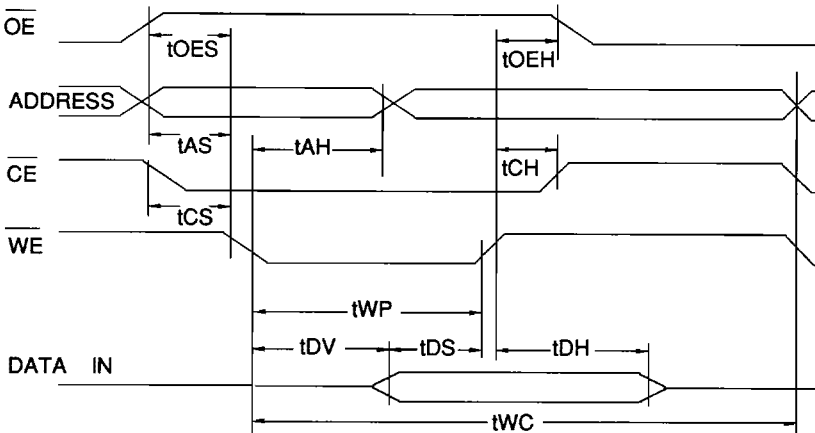 OE
tOES
tOEH
ADDRESS
tAS
tAH
CE
tCH
tCS
WE
tWP
tDV
tDS
tDH
DATA IN
tWC